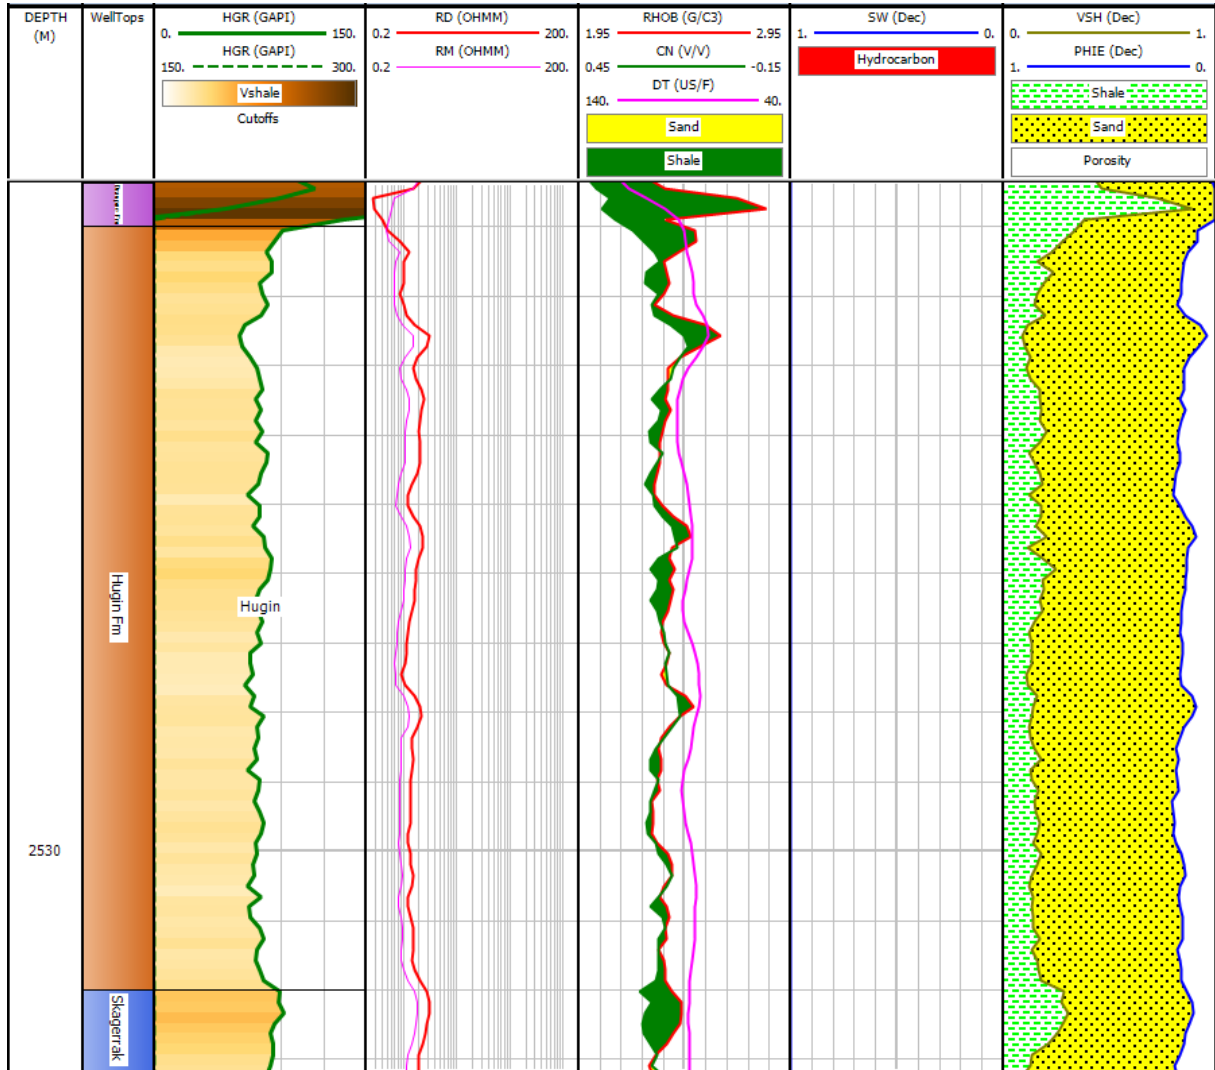 DEPTH
(M)
WellTops
HGR (GAPI)
0. 150.
HGR (GAPI)
150. 300.
Vshale
Cutoffs
RD (OHMM)
0.2 200.
RM (OHMM)
0.2 200.
RHOB (G/C3)
1.95 2.95
CN (V/V)
0.45 -0.15
DT (US/F)
140. 40.
Sand
Shale
SW (Dec)
1. 0.
Hydrocarbon
VSH (Dec)
0. 1.
PHIE (Dec)
1. 0.
Shale
Sand
Porosity
Hugin Fm
Hugin
2530
Skagerrak